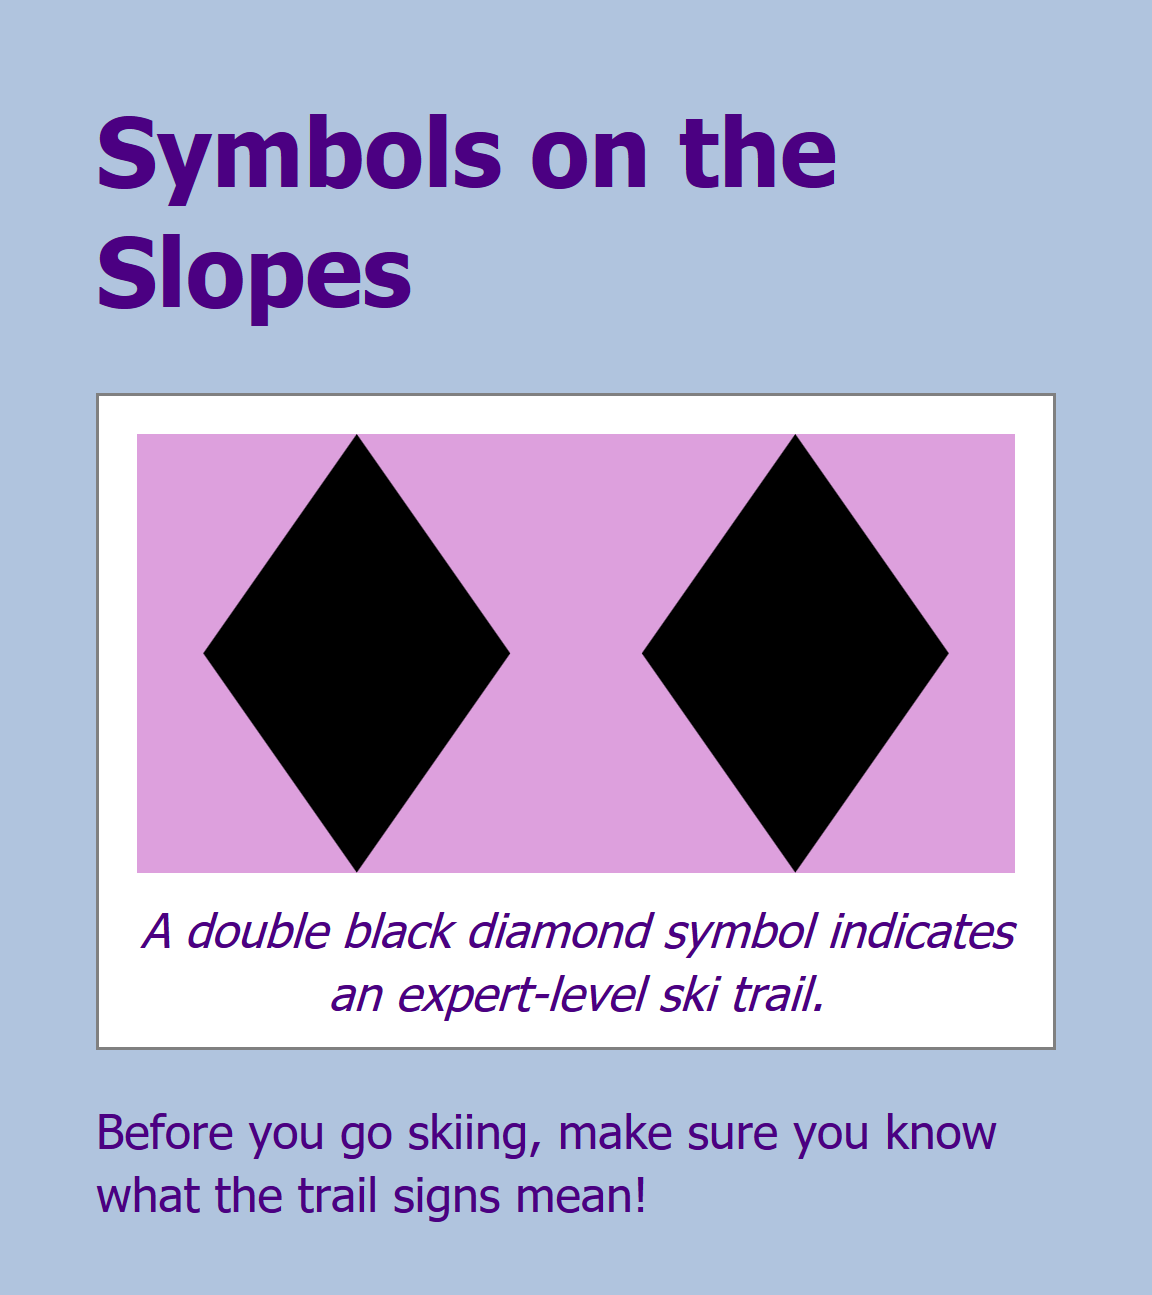 Symbols on the
Slopes
A double black diamond symbol indicates
an expert-level ski trail.
Before you go skiing, make sure you know
what the trail signs mean!